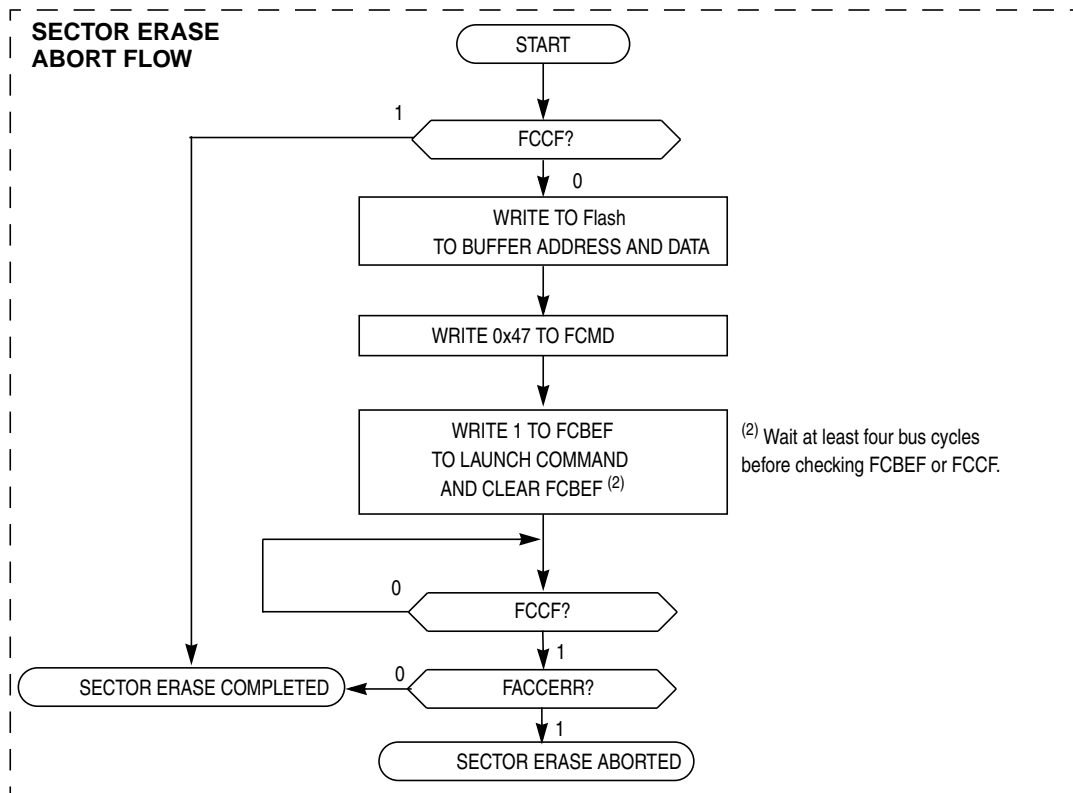 SECTOR ERASE
ABORT FLOW
START
1
FCCF?
0
WRITE TO Flash
TO BUFFER ADDRESS AND DATA
WRITE 0x47 TO FCMD
WRITE 1 TO FCBEF
TO LAUNCH COMMAND
AND CLEAR FCBEF (2)
(2) Wait at least four bus cycles
before checking FCBEF or FCCF.
0
FCCF?
1
SECTOR ERASE COMPLETED
0
FACCERR?
1
SECTOR ERASE ABORTED